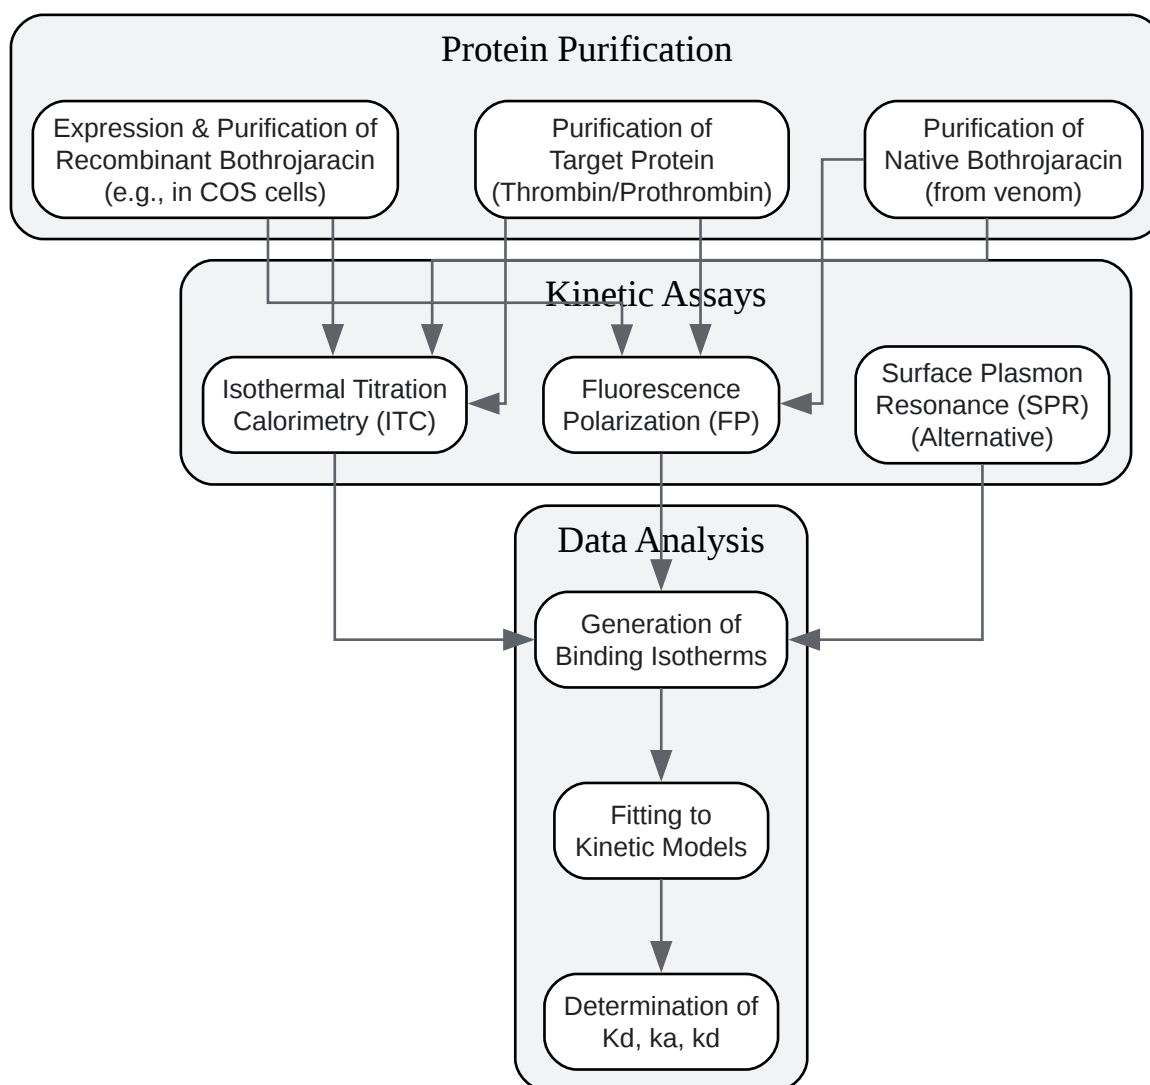 Protein Purification
Expression & Purification of
Recombinant Bothrojaracin
(e.g., in COS cells)
Purification of
Target Protein
(Thrombin/Prothrombin)
Purification of
Native Bothrojaracin
(from venom)
Kinetic Assays
Isothermal Titration
Calorimetry (ITC)
Fluorescence
Polarization (FP)
Surface Plasmon
Resonance (SPR)
(Alternative)
Data Analysis
Generation of
Binding Isotherms
Fitting to
Kinetic Models
Determination of
Kd, ka, kd